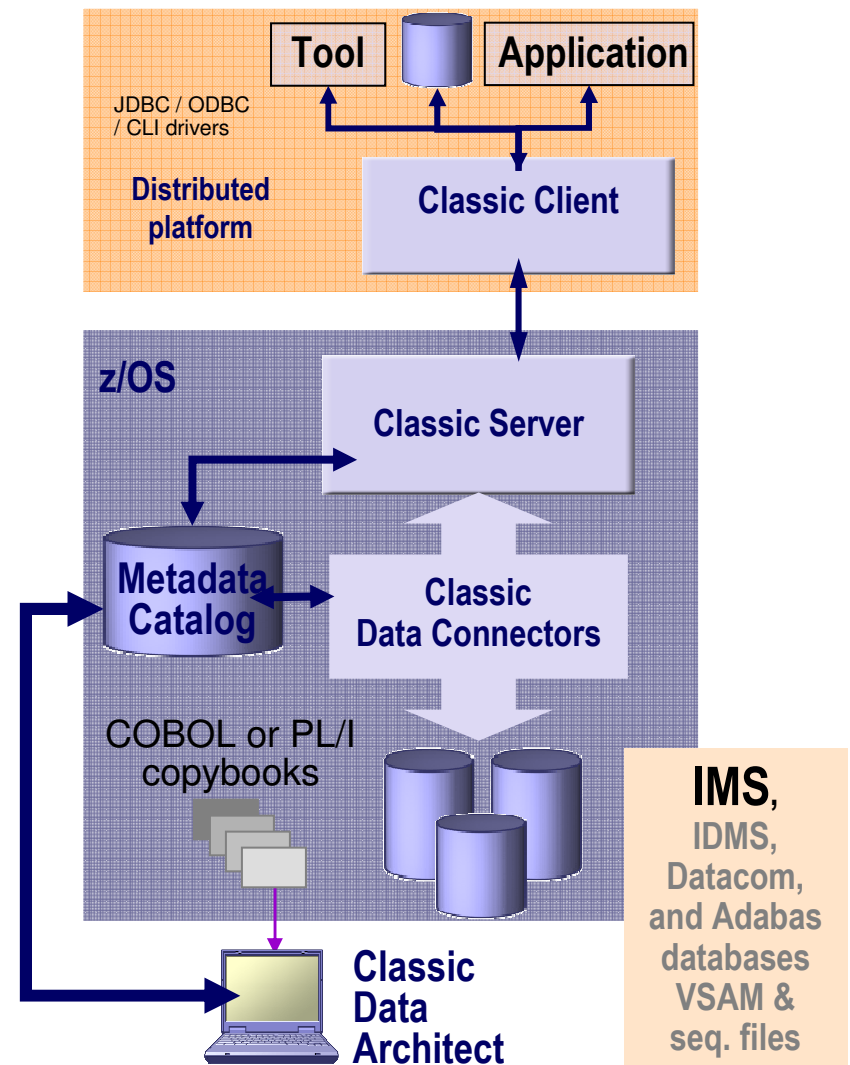 Tool
Application
JDBC / ODBC
/ CLI drivers
Distributed
platform
Classic Client
z/OS
Classic Server
Metadata
Catalog
Classic
Data Connectors
COBOL or PL/I
copybooks
IMS,
IDMS,
Datacom,
and Adabas
databases
VSAM &
seq. files
Classic
Data
Architect